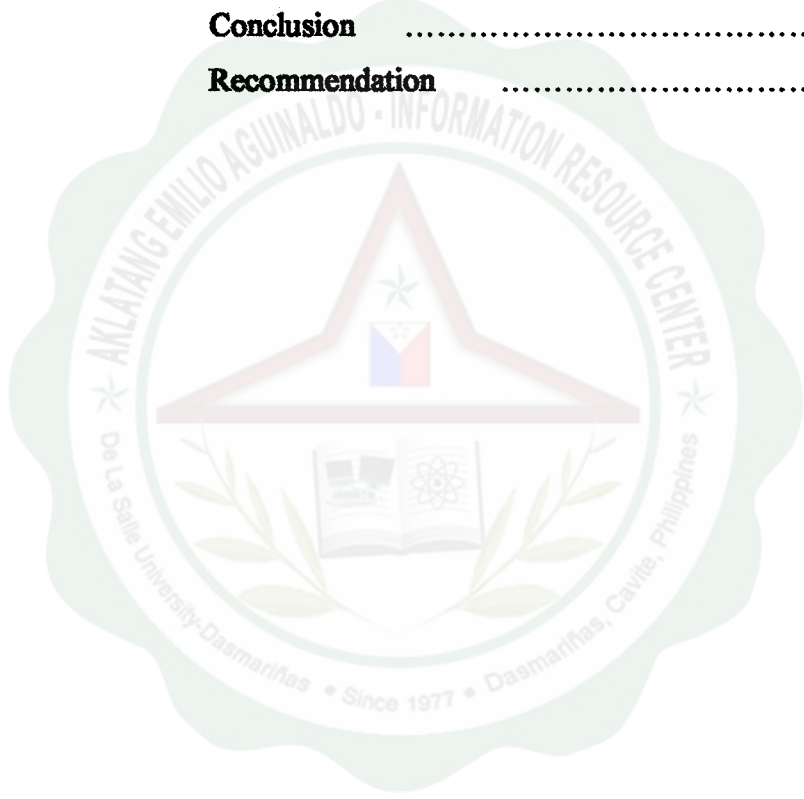 Conclusion ........................................
Recommendation ..............................
AKLATANG EMILIO AGUINALDO - INFORMATION RESOURCE CENTER
De La Salle University-Dasmariñas • Since 1977 • Dasmariñas, Cavite, Philippines